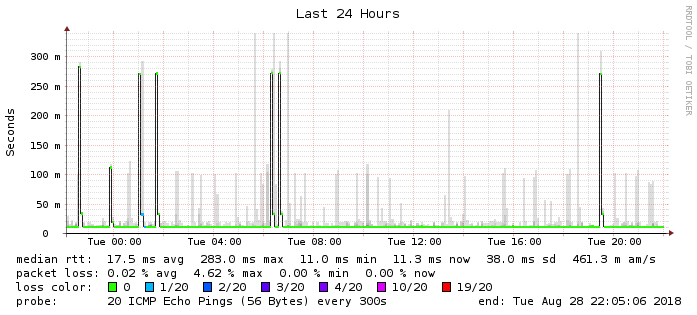 Last 24 Hours
RRDTOOL / TOBI OETIKER
Seconds
300 m
250 m
200 m
150 m
100 m
50 m
0
Tue 00:00 Tue 04:00 Tue 08:00 Tue 12:00 Tue 16:00 Tue 20:00
median rtt: 17.5 ms avg 283.0 ms max 11.0 ms min 11.3 ms now 38.0 ms sd 461.3 m am/s
packet loss: 0.02 % avg 4.62 % max 0.00 % min 0.00 % now
loss color: 0 1/20 2/20 3/20 4/20 10/20 19/20
probe: 20 ICMP Echo Pings (56 Bytes) every 300s end: Tue Aug 28 22:05:06 2018